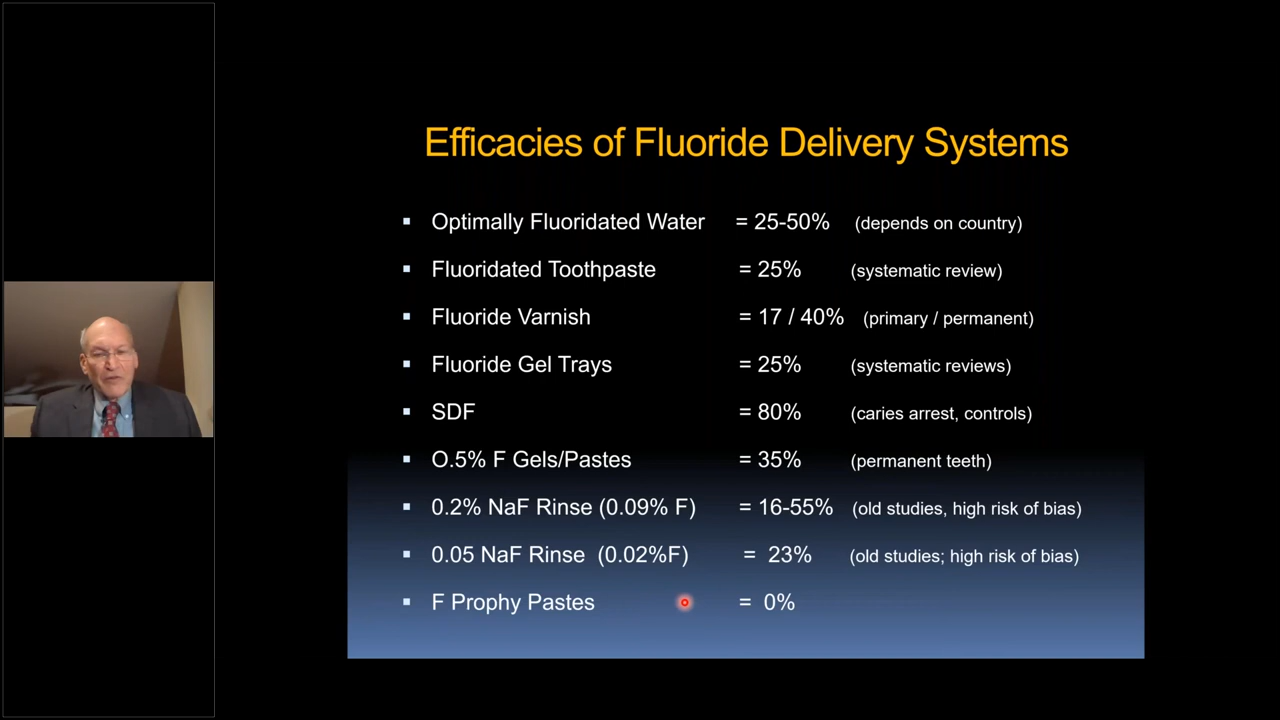 Efficacies of Fluoride Delivery Systems
▪ Optimally Fluoridated Water = 25-50% (depends on country)
▪ Fluoridated Toothpaste = 25% (systematic review)
▪ Fluoride Varnish = 17 / 40% (primary / permanent)
▪ Fluoride Gel Trays = 25% (systematic reviews)
▪ SDF = 80% (caries arrest, controls)
▪ O.5% F Gels/Pastes = 35% (permanent teeth)
▪ 0.2% NaF Rinse (0.09% F) = 16-55% (old studies, high risk of bias)
▪ 0.05 NaF Rinse (0.02%F) = 23% (old studies; high risk of bias)
▪ F Prophy Pastes = 0%